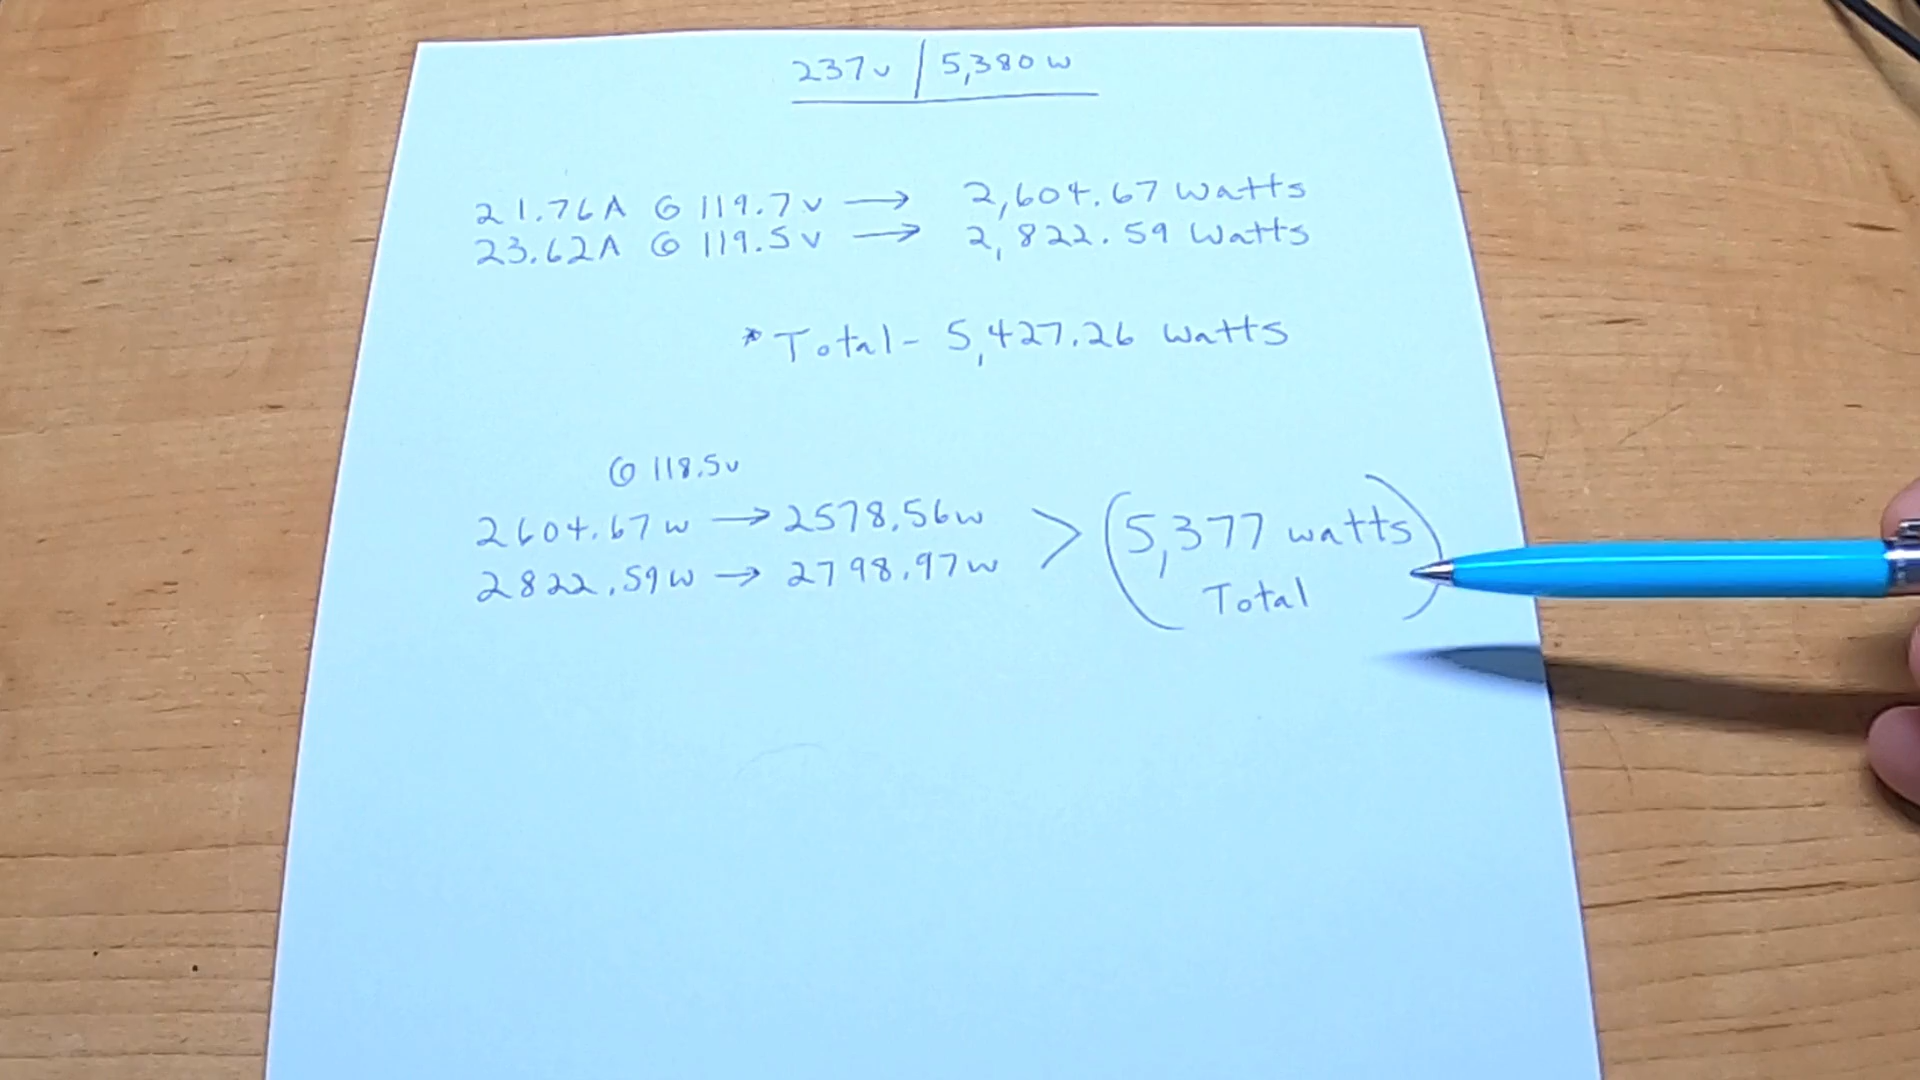 237v | 5,380w
21.76A @ 119.7v → 2,604.67 watts
23.62A @ 119.5v → 2,822.59 watts
*Total - 5,427.26 watts
@ 118.5v
2604.67w → 2578.56w
2822.59w → 2798.97w
> (5,377 watts
Total)